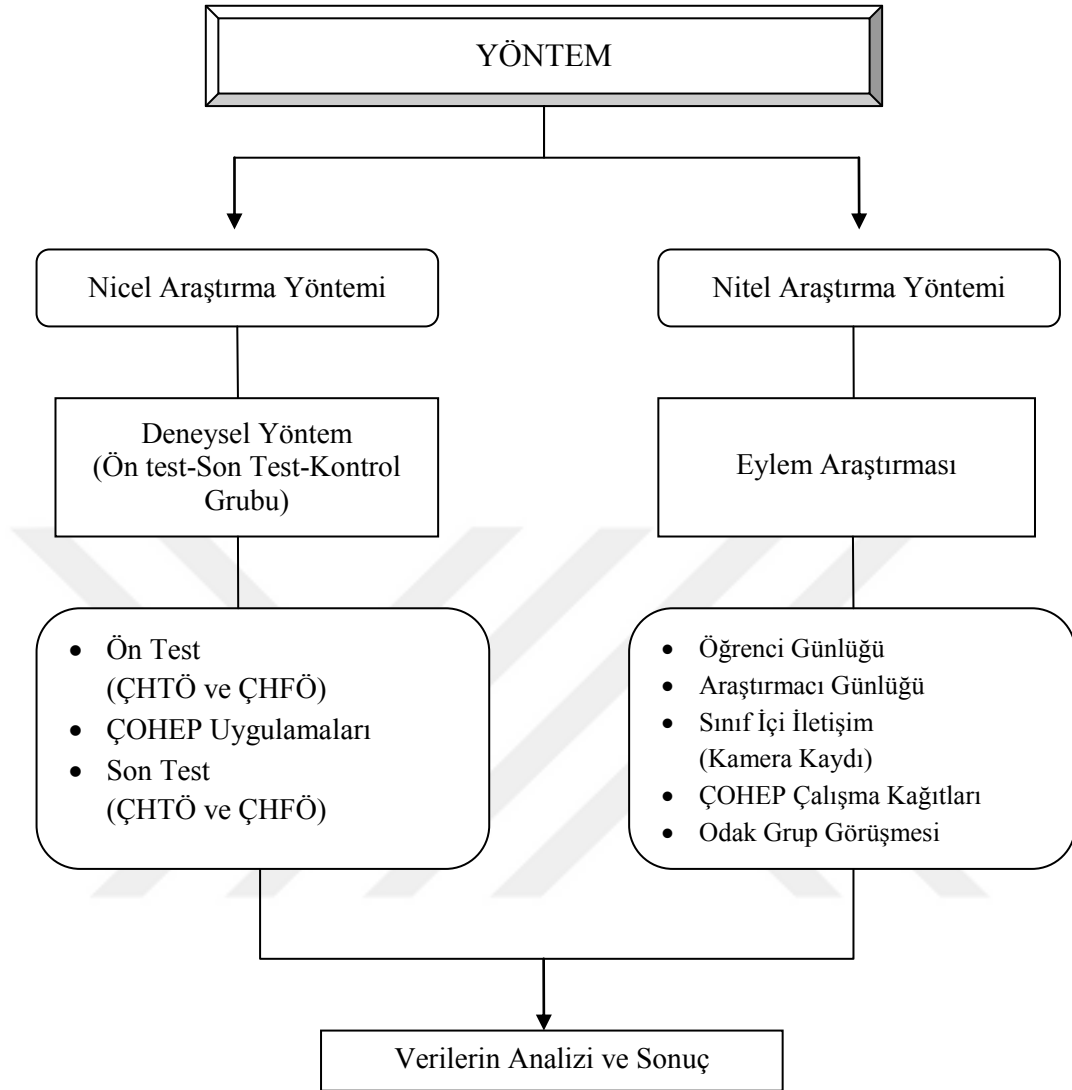 YÖNTEM
Nicel Araştırma Yöntemi
Deneysel Yöntem
(Ön test-Son Test-Kontrol
Grubu)
• Ön Test
(ÇHTÖ ve ÇHFÖ)
• ÇOHEP Uygulamaları
• Son Test
(ÇHTÖ ve ÇHFÖ)
Nitel Araştırma Yöntemi
Eylem Araştırması
• Öğrenci Günlüğü
• Araştırmacı Günlüğü
• Sınıf İçi İletişim
(Kamera Kaydı)
• ÇOHEP Çalışma Kağıtları
• Odak Grup Görüşmesi
Verilerin Analizi ve Sonuç